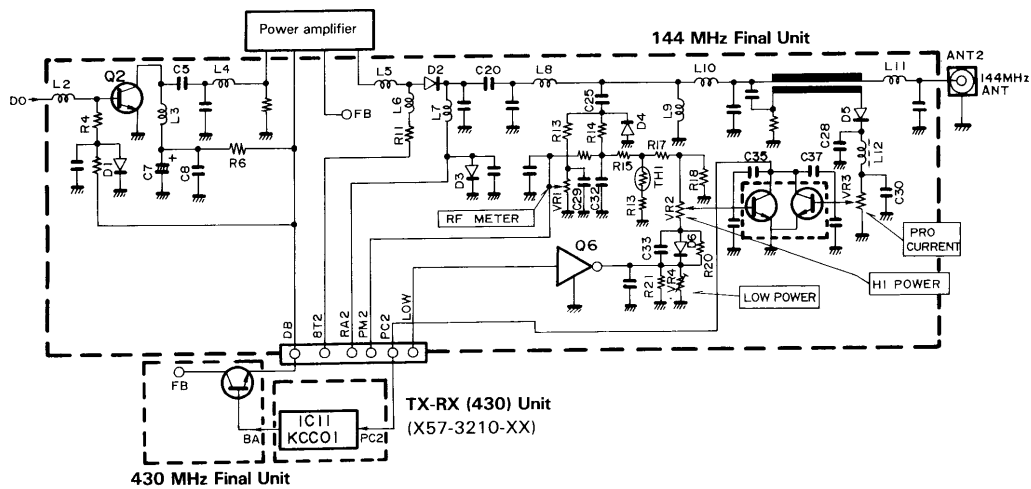 Power amplifier
144 MHz Final Unit
ANT2
144MHz
ANT
L2
Q2
C5
L4
L5
D2
C20
L8
L10
L11
DO
FB
R4
L3
L6
L7
R11
C25
D4
L9
D5
R13
R14
R17
C28
L12
D1
C7
+
C8
R6
D3
VR1
C29
C32
R15
TH1
R13
R18
C35
C37
VR3
C30
RF METER
VR2
PRO
CURRENT
Q6
C33
D6
R20
R21
VR4
LOW POWER
HI POWER
DB
8T2
RA2
PM2
PC2
LOW
FB
BA
IC11
KCC01
PC2
TX-RX (430) Unit
(X57-3210-XX)
430 MHz Final Unit